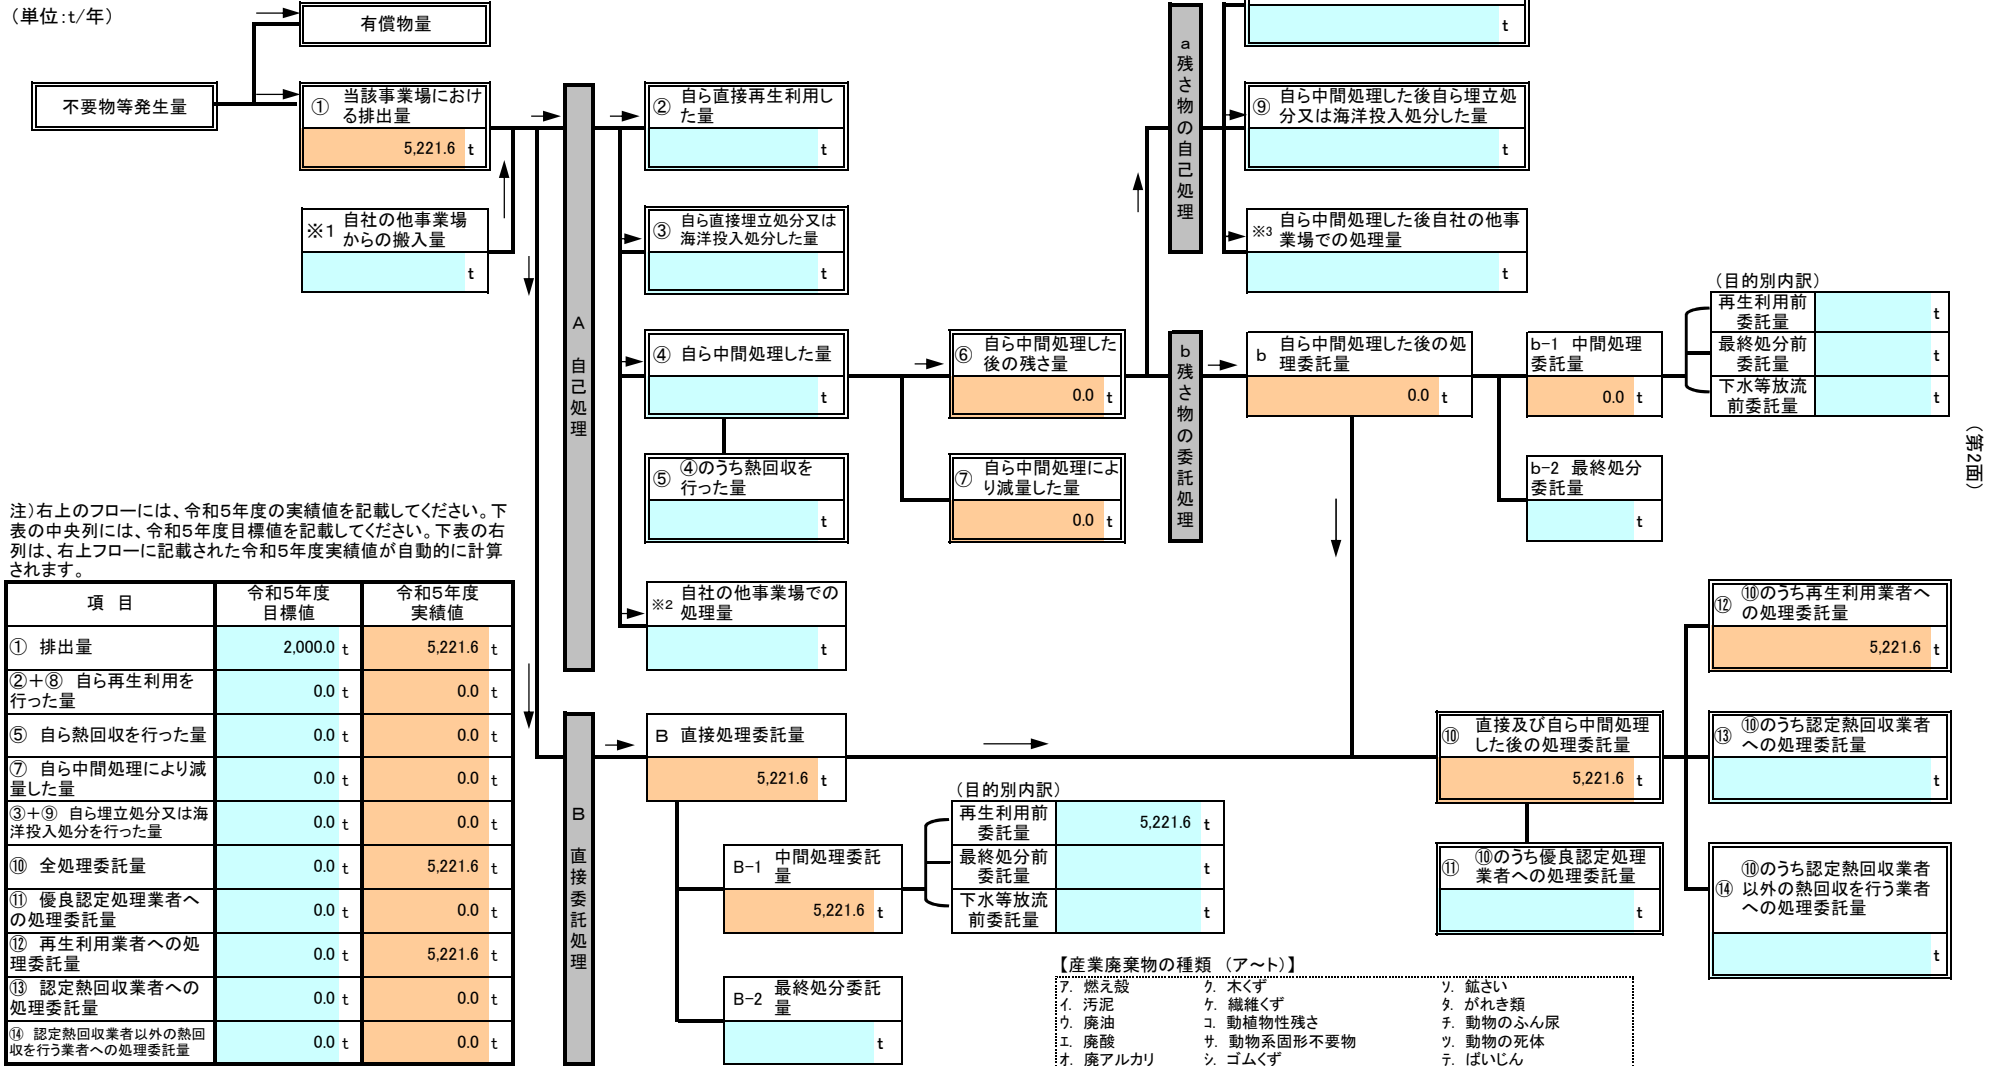 （単位：t/年）
有償物量
不要物等発生量
① 当該事業場におけ
る排出量
5,221.6 t
※1 自社の他事業場
からの搬入量
t
A 自己処理
② 自ら直接再生利用し
た量
t
③ 自ら直接埋立処分又は
海洋投入処分した量
t
④ 自ら中間処理した量
t
⑤ ④のうち熱回収を
行った量
t
※2 自社の他事業場での
処理量
t
⑥ 自ら中間処理した
後の残さ量
0.0 t
⑦ 自ら中間処理によ
り減量した量
0.0 t
a 残さ物の自己処理
t
⑨ 自ら中間処理した後自ら埋立処
分又は海洋投入処分した量
t
※3 自ら中間処理した後自社の他事
業場での処理量
t
b 残さ物の委託処理
b 自ら中間処理した後の処
理委託量
0.0 t
b-1 中間処理
委託量
0.0 t
（目的別内訳）
再生利用前
委託量
t
最終処分前
委託量
t
下水等放流
前委託量
t
b-2 最終処分
委託量
t
（第2面）
注）右上のフローには、令和5年度の実績値を記載してください。下
表の中央列には、令和5年度目標値を記載してください。下表の右
列は、右上フローに記載された令和5年度実績値が自動的に計算
されます。
項 目
令和5年度
目標値
令和5年度
実績値
① 排出量 2,000.0 t 5,221.6 t
②＋⑧ 自ら再生利用を
行った量 0.0 t 0.0 t
⑤ 自ら熱回収を行った量 0.0 t 0.0 t
⑦ 自ら中間処理により減
量した量 0.0 t 0.0 t
③＋⑨ 自ら埋立処分又は海
洋投入処分を行った量 0.0 t 0.0 t
⑩ 全処理委託量 0.0 t 5,221.6 t
⑪ 優良認定処理業者へ
の処理委託量 0.0 t 0.0 t
⑫ 再生利用業者への処
理委託量 0.0 t 5,221.6 t
⑬ 認定熱回収業者への
処理委託量 0.0 t 0.0 t
⑭ 認定熱回収業者以外の熱回
収を行う業者への処理委託量 0.0 t 0.0 t
B 直接委託処理
B 直接処理委託量
5,221.6 t
B-1 中間処理委託
量
5,221.6 t
（目的別内訳）
再生利用前
委託量
5,221.6 t
最終処分前
委託量
t
下水等放流
前委託量
t
B-2 最終処分委託
量
t
⑩ 直接及び自ら中間処理
した後の処理委託量
5,221.6 t
⑪ ⑩のうち優良認定処理
業者への処理委託量
t
⑫ ⑩のうち再生利用業者へ
の処理委託量
5,221.6 t
⑬ ⑩のうち認定熱回収業者
への処理委託量
t
⑭ ⑩のうち認定熱回収業者
以外の熱回収を行う業者
への処理委託量
t
【産業廃棄物の種類 （ア～ト）】
ア. 燃え殻 ク. 木くず ソ. 鉱さい
イ. 汚泥 ケ. 繊維くず タ. がれき類
ウ. 廃油 コ. 動植物性残さ チ. 動物のふん尿
エ. 廃酸 サ. 動物系固形不要物 ツ. 動物の死体
オ. 廃アルカリ シ. ゴムくず テ. ばいじん